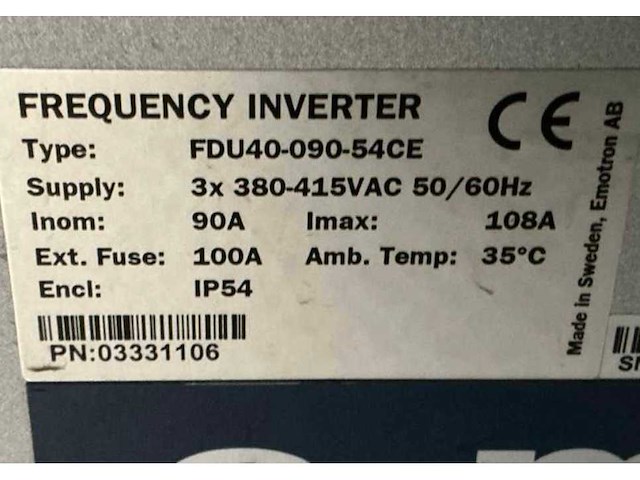 FREQUENCY INVERTER
CE
Type: FDU40-090-54CE
Supply: 3x 380-415VAC 50/60Hz
Inom: 90A Imax: 108A
Ext. Fuse: 100A Amb. Temp: 35°C
Encl: IP54
PN:03331106
Made in Sweden, Emotron AB